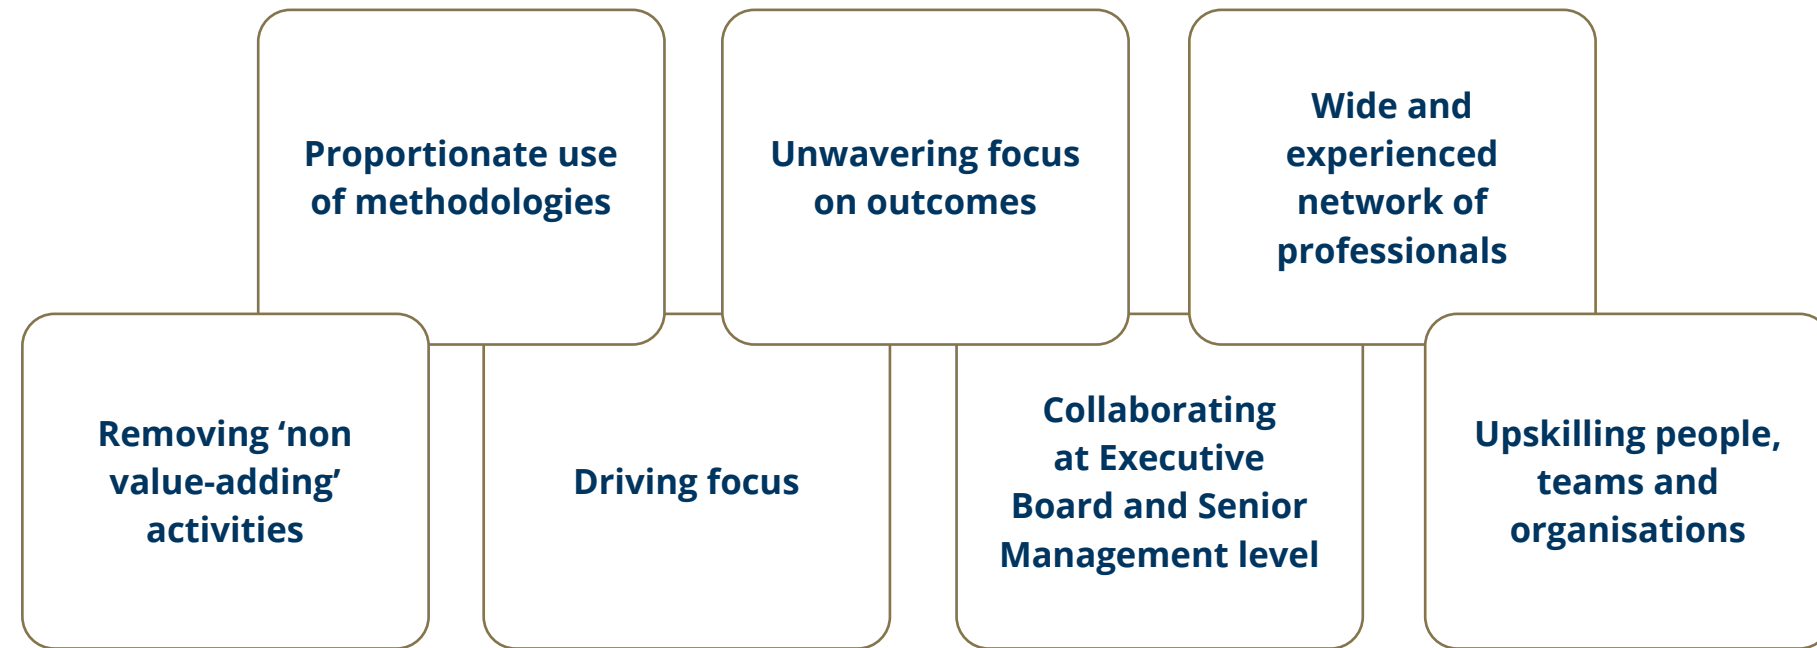 Proportionate use
of methodologies
Unwavering focus
on outcomes
Wide and
experienced
network of
professionals
Removing ‘non
value-adding’
activities
Driving focus
Collaborating
at Executive
Board and Senior
Management level
Upskilling people,
teams and
organisations